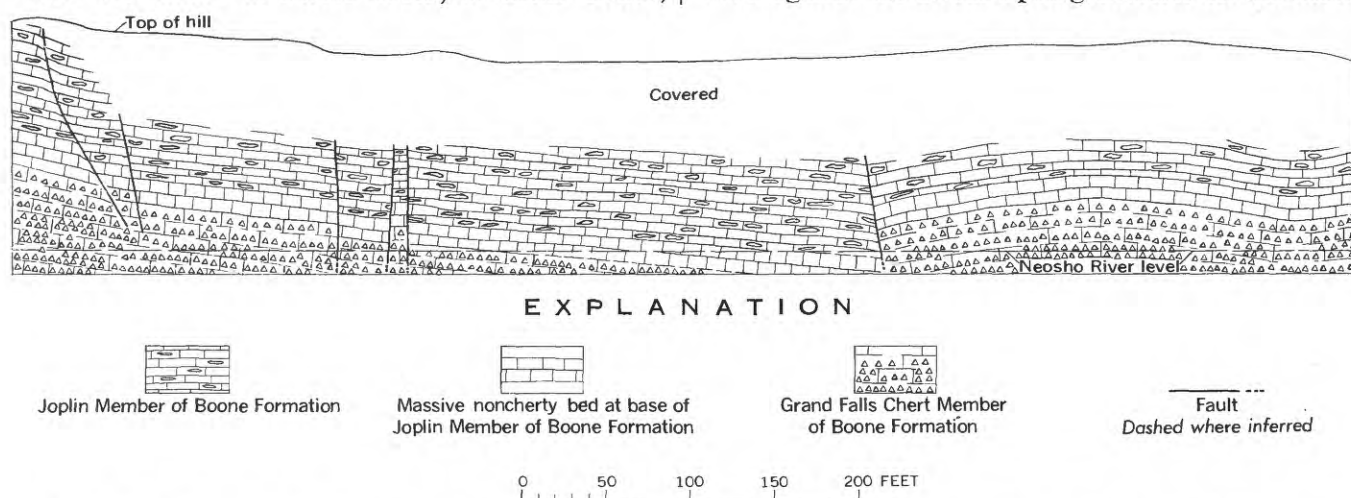 Top of hill
Covered
Neosho River level
EXPLANATION
Joplin Member of Boone Formation
Massive noncherty bed at base of
Joplin Member of Boone Formation
Grand Falls Chert Member
of Boone Formation
Fault
Dashed where inferred
0 50 100 150 200 FEET